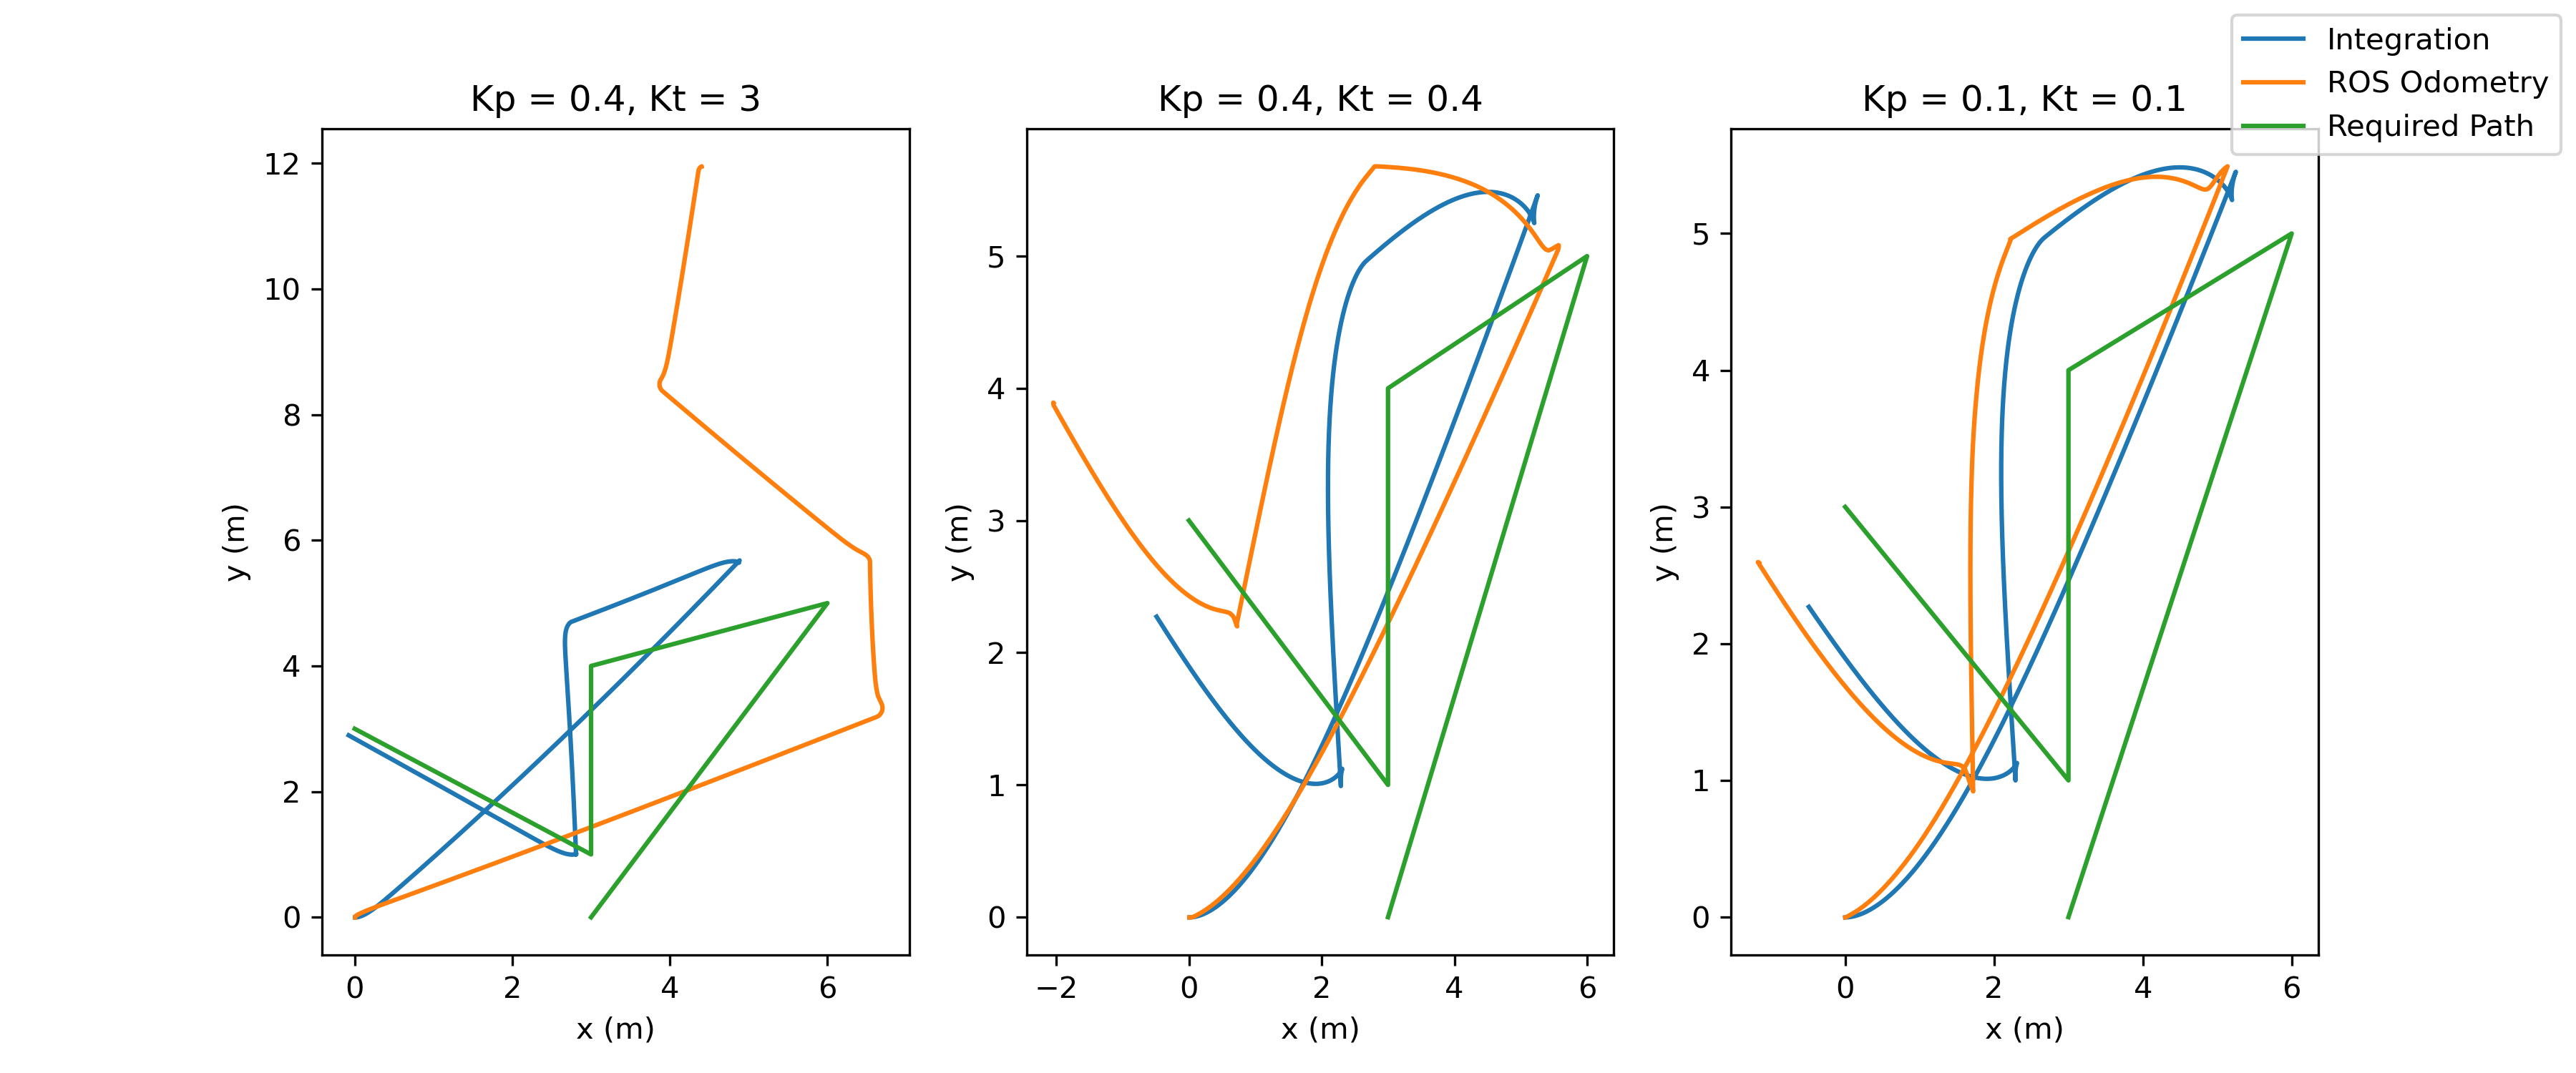 Integration
ROS Odometry
Required Path
Kp = 0.4, Kt = 3
Kp = 0.4, Kt = 0.4
Kp = 0.1, Kt = 0.1
12
10
8
6
4
2
0
y (m)
0 2 4 6
x (m)
5
4
3
2
1
0
y (m)
−2 0 2 4 6
x (m)
5
4
3
2
1
0
y (m)
0 2 4 6
x (m)